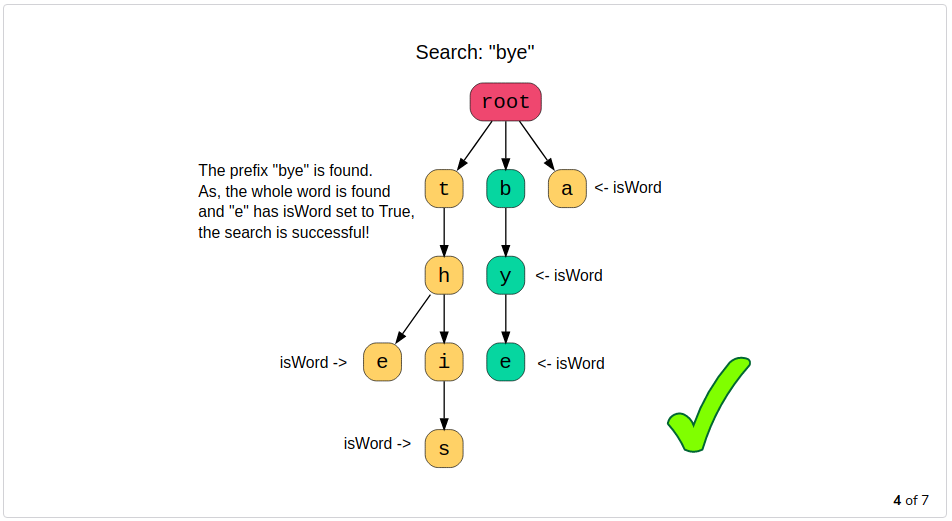 Search: "bye"
root
The prefix "bye" is found.
As, the whole word is found
and "e" has isWord set to True,
the search is successful!
t b a <- isWord
h y <- isWord
isWord -> e i e <- isWord
isWord -> s
4 of 7